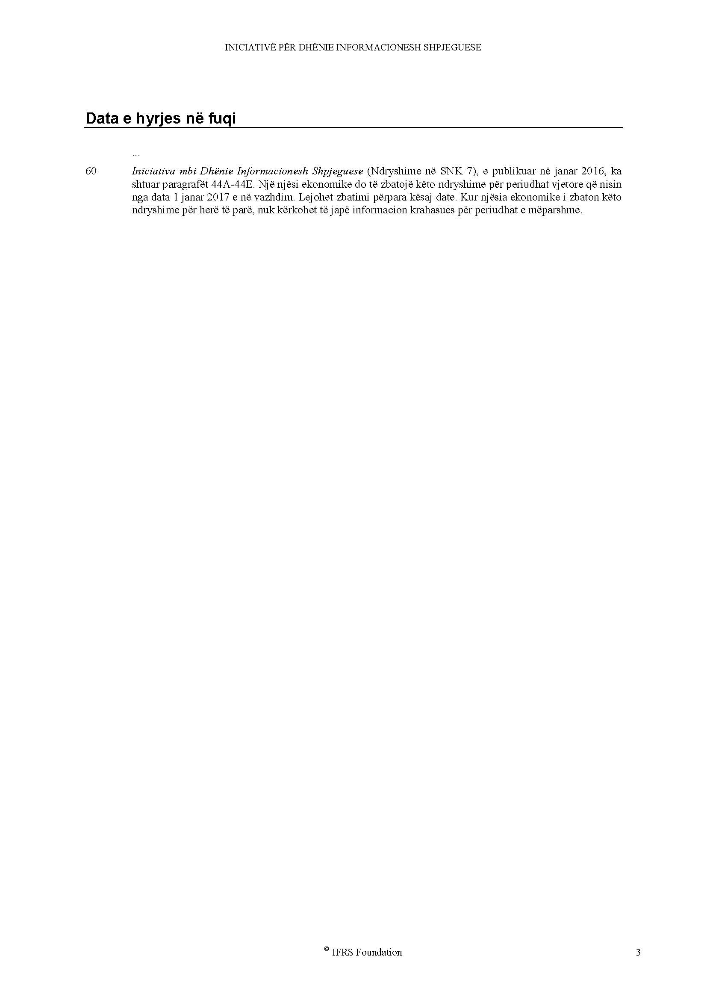 INICIATIVË PËR DHËNIE INFORMACIONESH SHPJEGUESE
Data e hyrjes në fuqi
...
60 Iniciativa mbi Dhënie Informacionesh Shpjeguese (Ndryshime në SNK 7), e publikuar në janar 2016, ka
shtuar paragrafët 44A-44E. Një njësi ekonomike do të zbatojë këto ndryshime për periudhat vjetore që nisin
nga data 1 janar 2017 e në vazhdim. Lejohet zbatimi përpara kësaj date. Kur njësia ekonomike i zbaton këto
ndryshime për herë të parë, nuk kërkohet të japë informacion krahasues për periudhat e mëparshme.
© IFRS Foundation 3